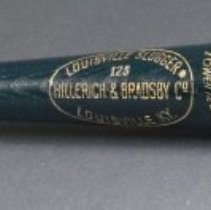 LOUISVILLE SLUGGER
125
HILLERICH & BRADSBY Cº
LOUISVILLE KY.